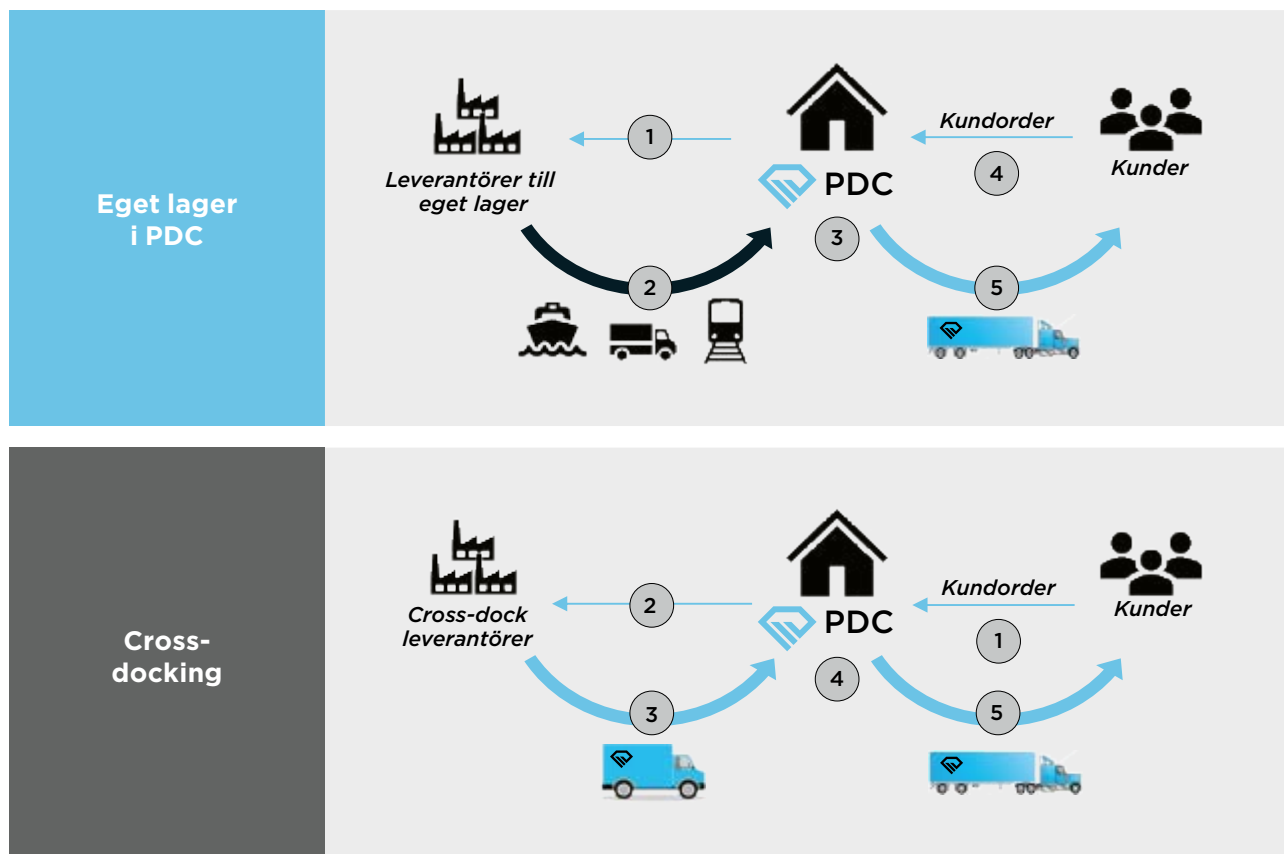 Eget lager
i PDC
Leverantörer till
eget lager
1
2
PDC
3
Kundorder
4
Kunder
5
Cross-
docking
Cross-dock
leverantörer
2
3
PDC
4
Kundorder
1
Kunder
5